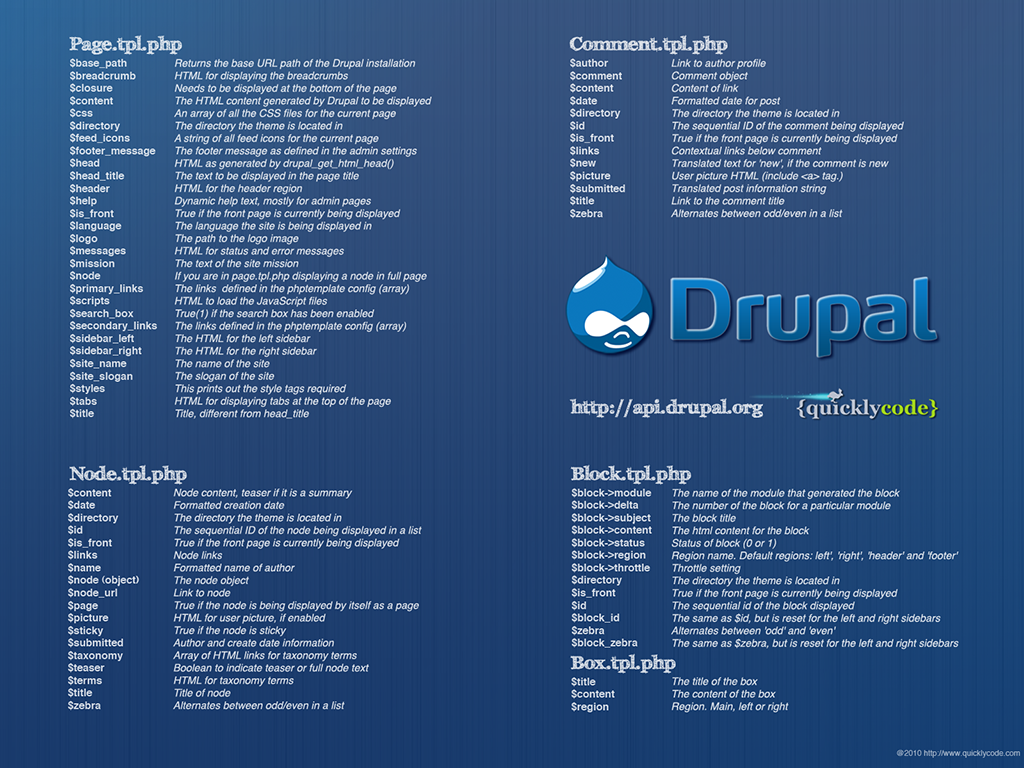 Page.tpl.php
$base_path Returns the base URL path of the Drupal installation
$breadcrumb HTML for displaying the breadcrumbs
$closure Needs to be displayed at the bottom of the page
$content The HTML content generated by Drupal to be displayed
$css An array of all the CSS files for the current page
$directory The directory the theme is located in
$feed_icons A string of all feed icons for the current page
$footer_message The footer message as defined in the admin settings
$head HTML as generated by drupal_get_html_head()
$head_title The text to be displayed in the page title
$header HTML for the header region
$help Dynamic help text, mostly for admin pages
$is_front True if the front page is currently being displayed
$language The language the site is being displayed in
$logo The path to the logo image
$messages HTML for status and error messages
$mission The text of the site mission
$node If you are in page.tpl.php displaying a node in full page
$primary_links The links defined in the phptemplate config (array)
$scripts HTML to load the JavaScript files
$search_box True(1) if the search box has been enabled
$secondary_links The links defined in the phptemplate config (array)
$sidebar_left The HTML for the left sidebar
$sidebar_right The HTML for the right sidebar
$site_name The name of the site
$site_slogan The slogan of the site
$styles This prints out the style tags required
$tabs HTML for displaying tabs at the top of the page
$title Title, different from head_title
Node.tpl.php
$content Node content, teaser if it is a summary
$date Formatted creation date
$directory The directory the theme is located in
$id The sequential ID of the node being displayed in a list
$is_front True if the front page is currently being displayed
$links Node links
$name Formatted name of author
$node (object) The node object
$node_url Link to node
$page True if the node is being displayed by itself as a page
$picture HTML for user picture, if enabled
$sticky True if the node is sticky
$submitted Author and create date information
$taxonomy Array of HTML links for taxonomy terms
$teaser Boolean to indicate teaser or full node text
$terms HTML for taxonomy terms
$title Title of node
$zebra Alternates between odd/even in a list
Comment.tpl.php
$author Link to author profile
$comment Comment object
$content Content of link
$date Formatted date for post
$directory The directory the theme is located in
$id The sequential ID of the comment being displayed
$is_front True if the front page is currently being displayed
$links Contextual links below comment
$new Translated text for 'new', if the comment is new
$picture User picture HTML (include <a> tag.)
$submitted Translated post information string
$title Link to the comment title
$zebra Alternates between odd/even in a list
Drupal
http://api.drupal.org
{quicklycode}
Block.tpl.php
$block->module The name of the module that generated the block
$block->delta The number of the block for a particular module
$block->subject The block title
$block->content The html content for the block
$block->status Status of block (0 or 1)
$block->region Region name. Default regions: left', 'right', 'header' and 'footer'
$block->throttle Throttle setting
$directory The directory the theme is located in
$is_front True if the front page is currently being displayed
$id The sequential id of the block displayed
$block_id The same as $id, but is reset for the left and right sidebars
$zebra Alternates between 'odd' and 'even'
$block_zebra The same as $zebra, but is reset for the left and right sidebars
Box.tpl.php
$title The title of the box
$content The content of the box
$region Region. Main, left or right
@2010 http://www.quicklycode.com